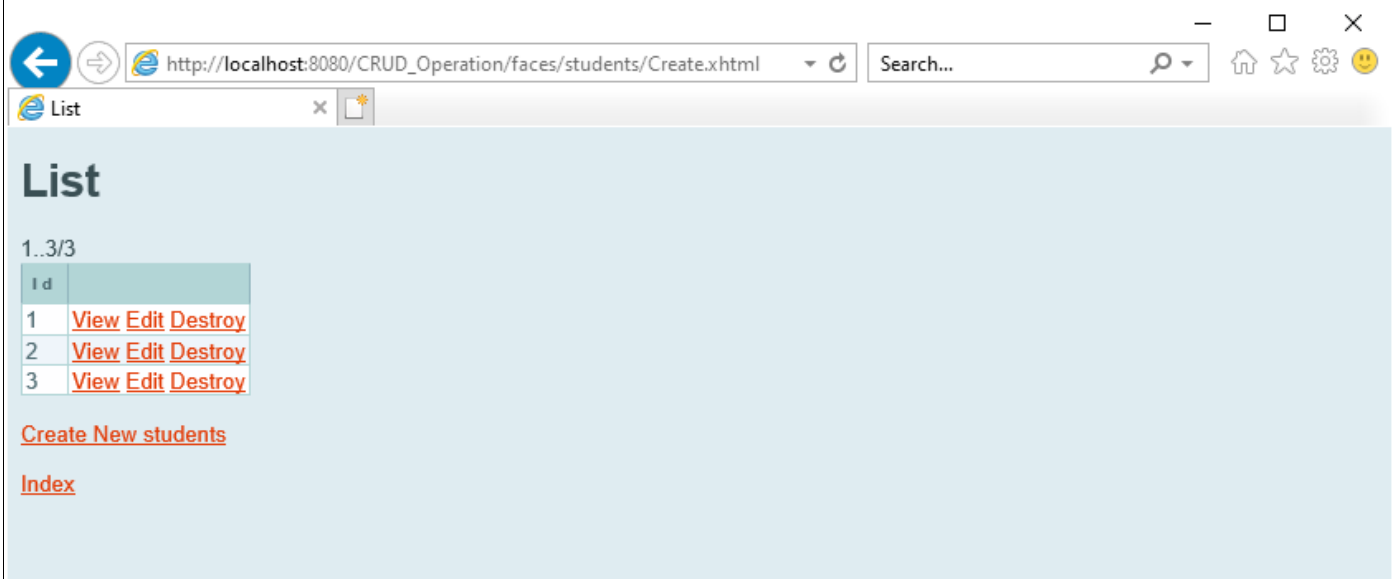 http://localhost:8080/CRUD_Operation/faces/students/Create.xhtml Search...
List
List
1..3/3
Id
1 View Edit Destroy
2 View Edit Destroy
3 View Edit Destroy
Create New students
Index